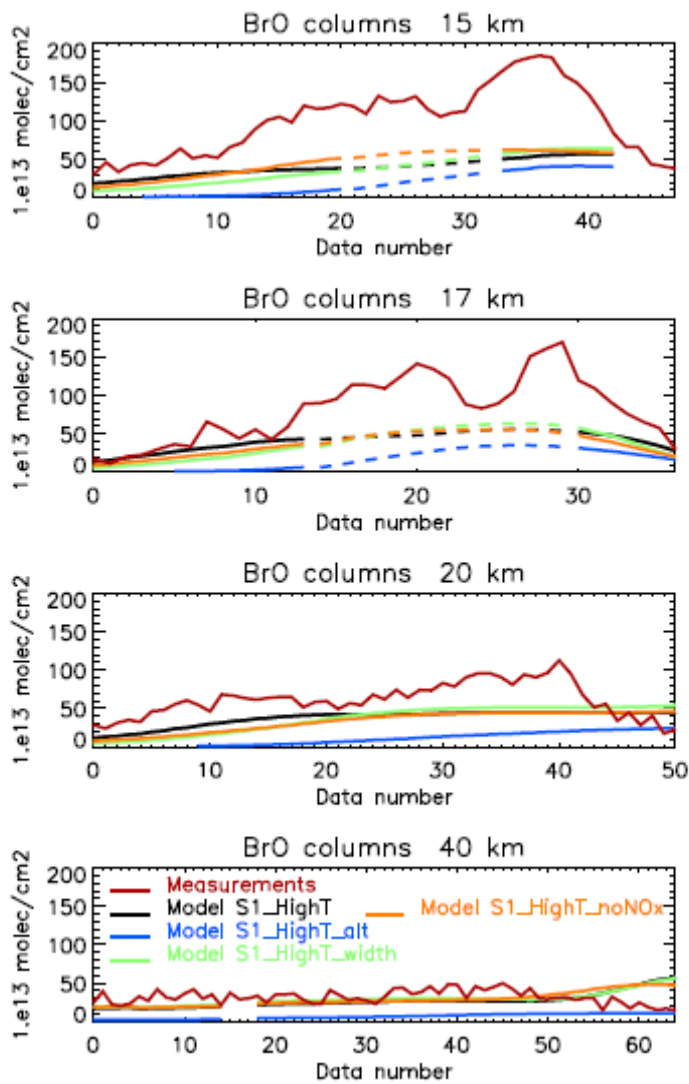 BrO columns 15 km
200
150
100
50
0
1.e13 molec/cm2
0 10 20 30 40
Data number
BrO columns 17 km
200
150
100
50
0
1.e13 molec/cm2
0 10 20 30
Data number
BrO columns 20 km
200
150
100
50
0
1.e13 molec/cm2
0 10 20 30 40 50
Data number
BrO columns 40 km
200
150
100
50
0
1.e13 molec/cm2
Measurements
Model S1_HighT
Model S1_HighT_noNOx
Model S1_HighT_alt
Model S1_HighT_width
0 10 20 30 40 50 60
Data number